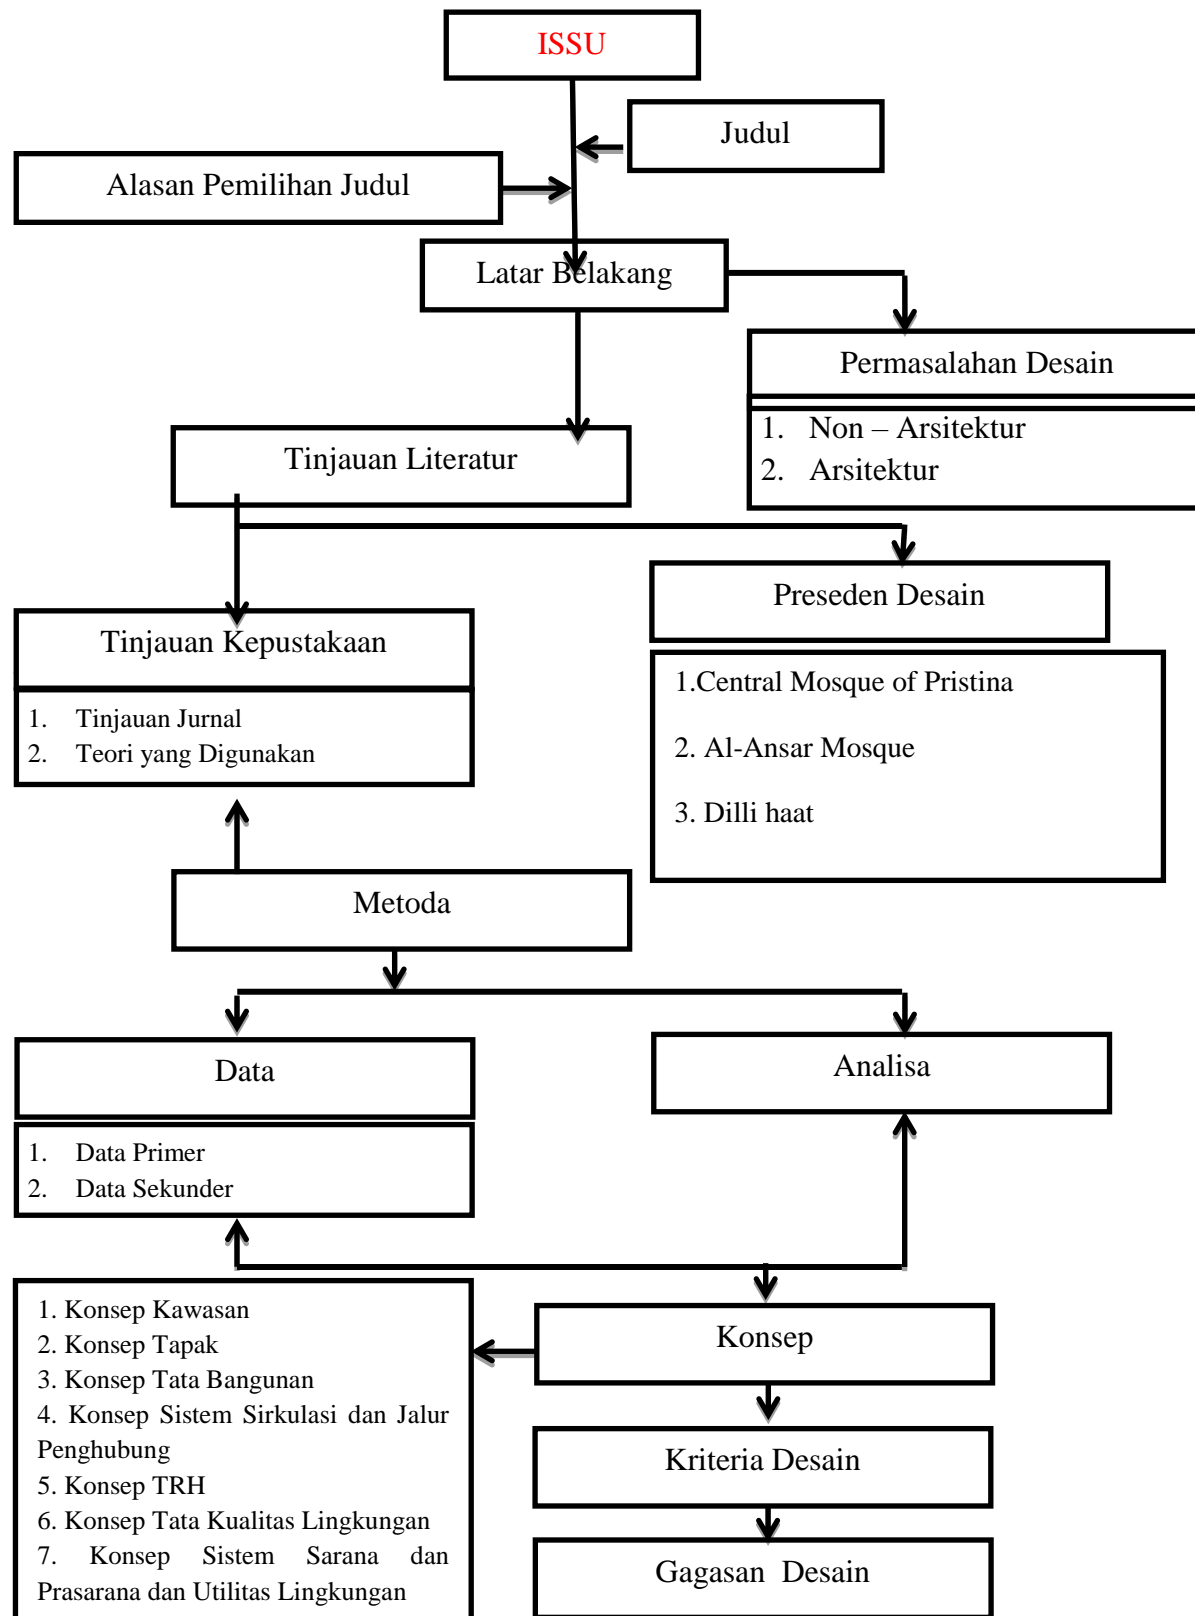 ISSU
Judul
Alasan Pemilihan Judul
Latar Belakang
Permasalahan Desain
1. Non – Arsitektur
2. Arsitektur
Tinjauan Literatur
Preseden Desain
Tinjauan Kepustakaan
1. Tinjauan Jurnal
2. Teori yang Digunakan
1.Central Mosque of Pristina
2. Al-Ansar Mosque
3. Dilli haat
Metoda
Data
Analisa
1. Data Primer
2. Data Sekunder
1. Konsep Kawasan
2. Konsep Tapak
3. Konsep Tata Bangunan
4. Konsep Sistem Sirkulasi dan Jalur
Penghubung
5. Konsep TRH
6. Konsep Tata Kualitas Lingkungan
7. Konsep Sistem Sarana dan
Prasarana dan Utilitas Lingkungan
Konsep
Kriteria Desain
Gagasan Desain